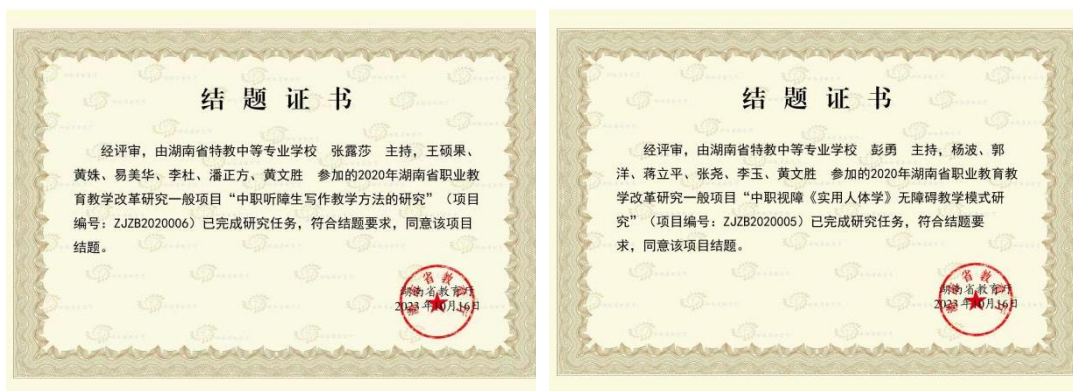 结题证书
经评审，由湖南省特教中等专业学校 张露莎 主持，王硕果、
黄姝、易美华、李杜、潘正方、黄文胜 参加的2020年湖南省职业教
育教学改革研究一般项目“中职听障生写作教学方法的研究”（项目
编号：ZJZB2020006）已完成研究任务，符合结题要求，同意该项目
结题。
湖南省教育厅
2023年10月16日
结题证书
经评审，由湖南省特教中等专业学校 彭勇 主持，杨波、郭
洋、蒋立平、张尧、李玉、黄文胜 参加的2020年湖南省职业教育教
学改革研究一般项目“中职视障《实用人体学》无障碍教学模式研
究”（项目编号：ZJZB2020005）已完成研究任务，符合结题要
求，同意该项目结题。
湖南省教育厅
2023年10月16日